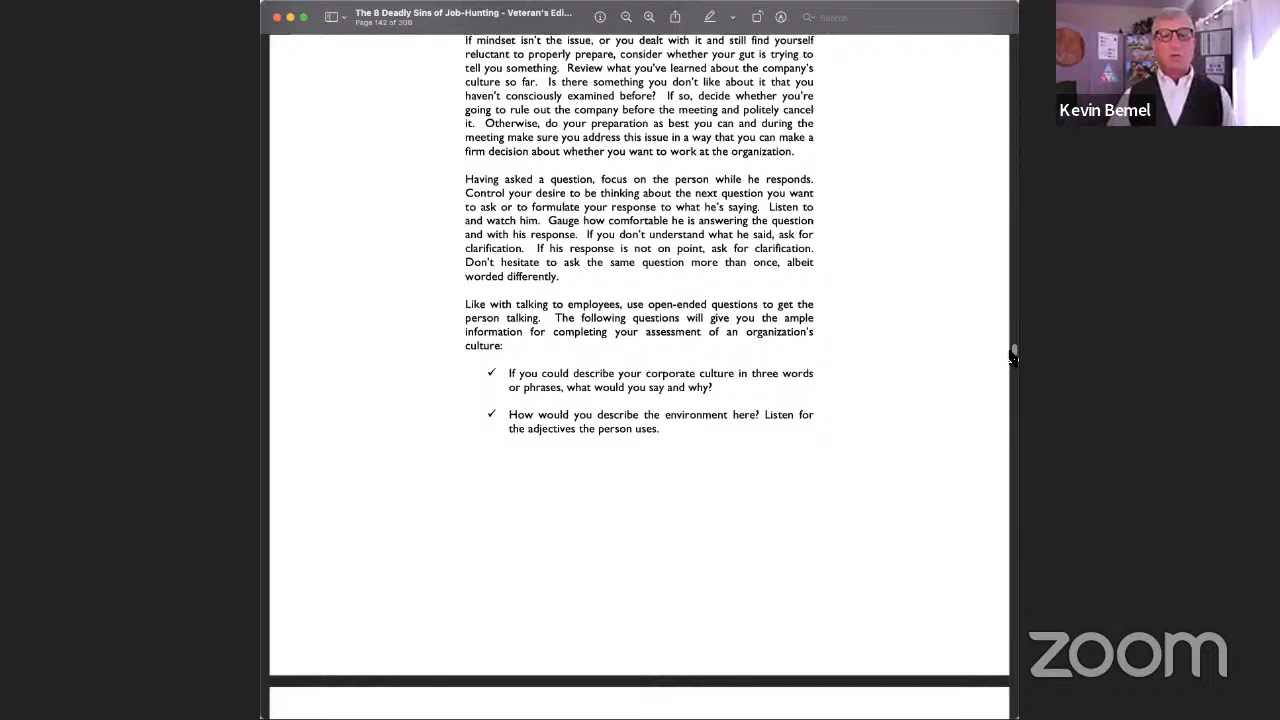 The 8 Deadly Sins of Job-Hunting - Veteran's Edi...
Page 142 of 308
Search
If mindset isn't the issue, or you dealt with it and still find yourself
reluctant to properly prepare, consider whether your gut is trying to
tell you something. Review what you've learned about the company's
culture so far. Is there something you don't like about it that you
haven't consciously examined before? If so, decide whether you're
going to rule out the company before the meeting and politely cancel
it. Otherwise, do your preparation as best you can and during the
meeting make sure you address this issue in a way that you can make a
firm decision about whether you want to work at the organization.
Having asked a question, focus on the person while he responds.
Control your desire to be thinking about the next question you want
to ask or to formulate your response to what he's saying. Listen to
and watch him. Gauge how comfortable he is answering the question
and with his response. If you don't understand what he said, ask for
clarification. If his response is not on point, ask for clarification.
Don't hesitate to ask the same question more than once, albeit
worded differently.
Like with talking to employees, use open-ended questions to get the
person talking. The following questions will give you the ample
information for completing your assessment of an organization's
culture:
✓ If you could describe your corporate culture in three words
or phrases, what would you say and why?
✓ How would you describe the environment here? Listen for
the adjectives the person uses.
Kevin Bemel
zoom